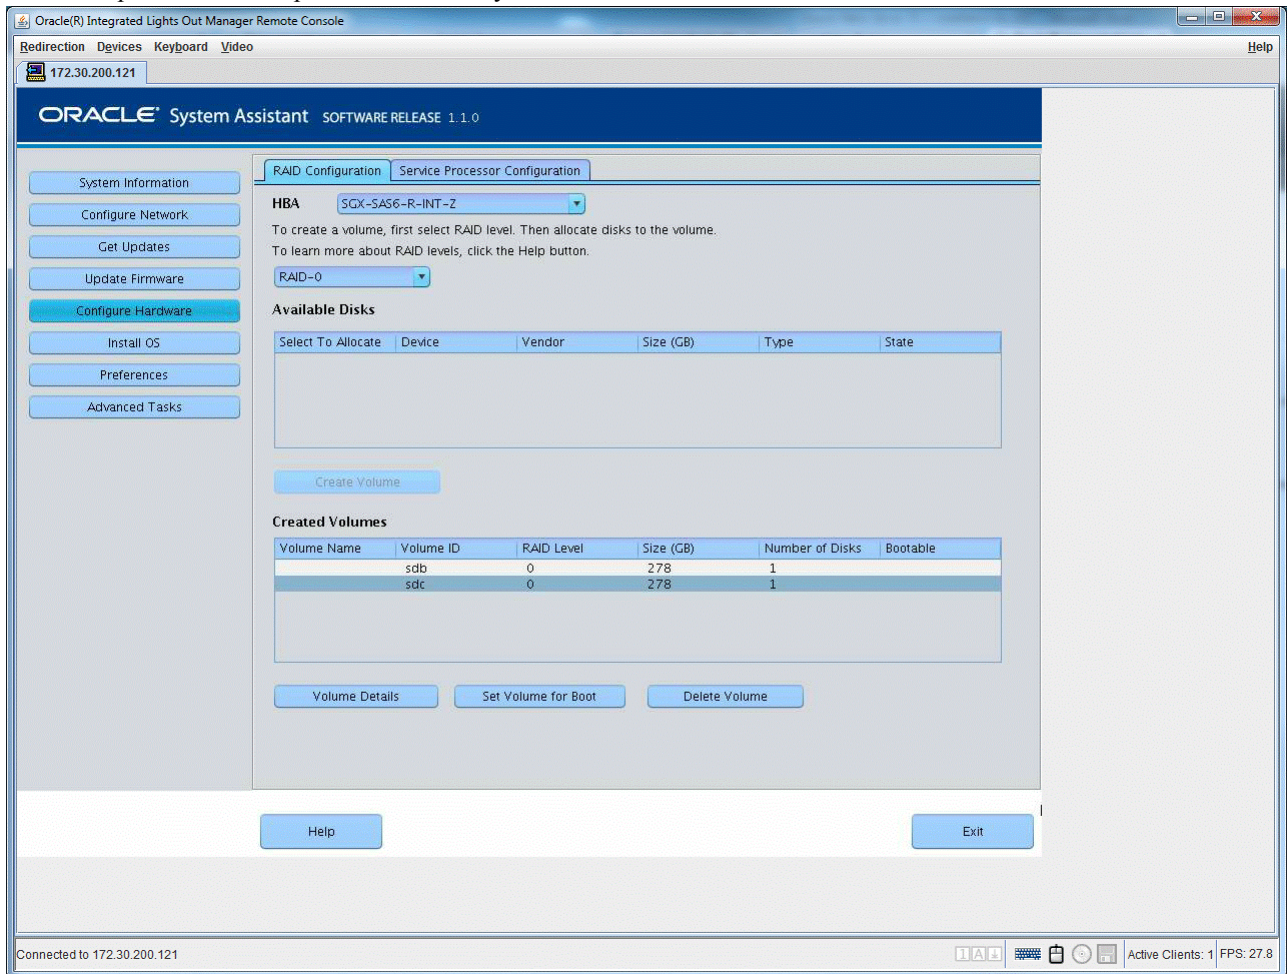 Oracle(R) Integrated Lights Out Manager Remote Console
Redirection Devices Keyboard Video Help
172.30.200.121
ORACLE® System Assistant SOFTWARE RELEASE 1.1.0
System Information
Configure Network
Get Updates
Update Firmware
Configure Hardware
Install OS
Preferences
Advanced Tasks
RAID Configuration Service Processor Configuration
HBA SGX-SAS6-R-INT-Z
To create a volume, first select RAID level. Then allocate disks to the volume.
To learn more about RAID levels, click the Help button.
RAID-0
Available Disks
Select To Allocate Device Vendor Size (GB) Type State
Create Volume
Created Volumes
Volume Name Volume ID RAID Level Size (GB) Number of Disks Bootable
sdb 0 278 1
sdc 0 278 1
Volume Details Set Volume for Boot Delete Volume
Help Exit
Connected to 172.30.200.121 1 A Active Clients: 1 FPS: 27.8